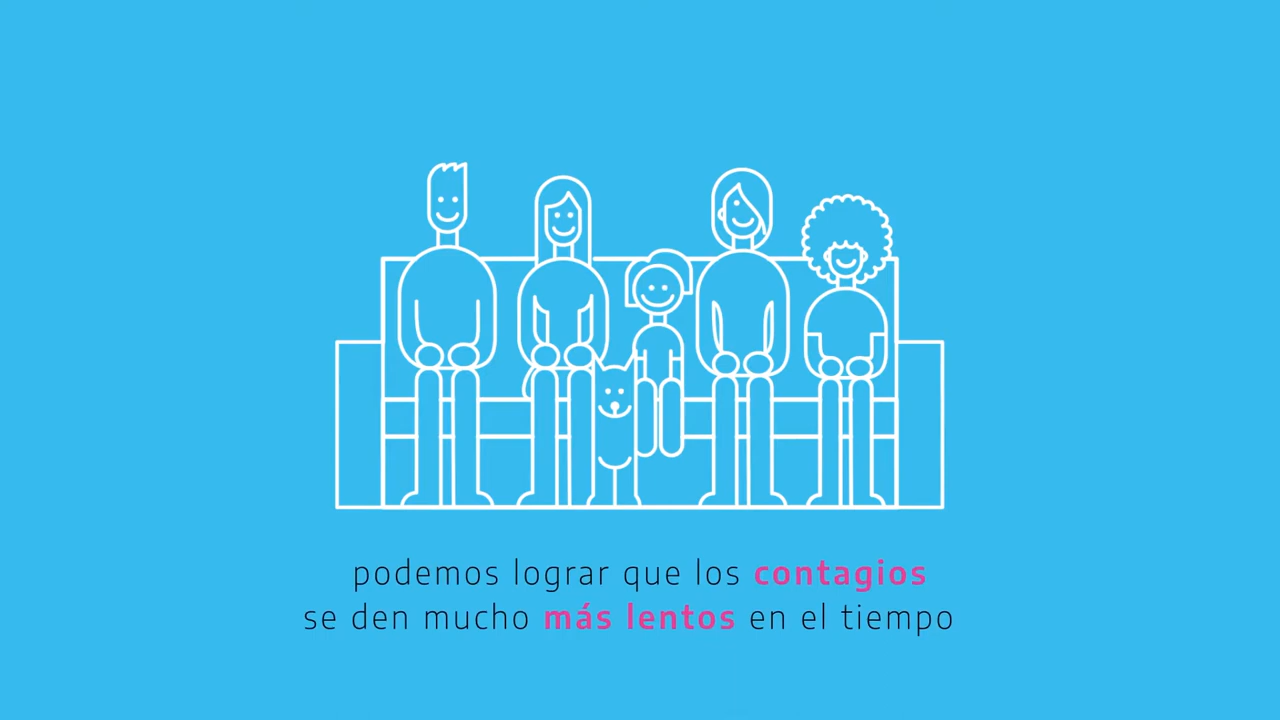 podemos lograr que los contagios
se den mucho más lentos en el tiempo